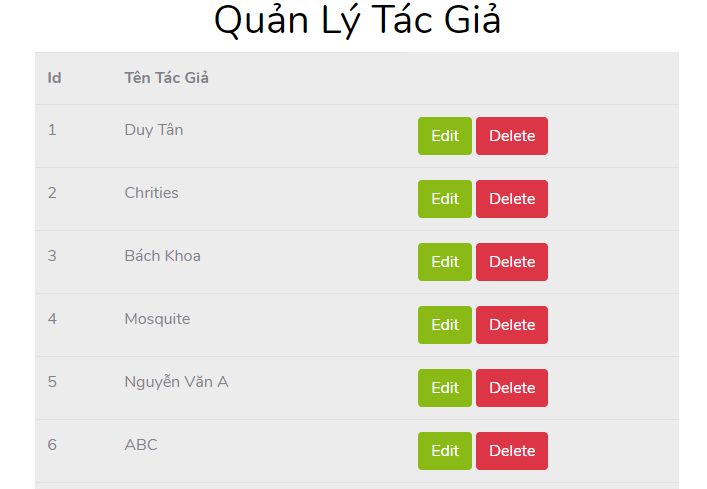 Quản Lý Tác Giả
Id Tên Tác Giả
1 Duy Tân Edit Delete
2 Chrities Edit Delete
3 Bách Khoa Edit Delete
4 Mosquite Edit Delete
5 Nguyễn Văn A Edit Delete
6 ABC Edit Delete